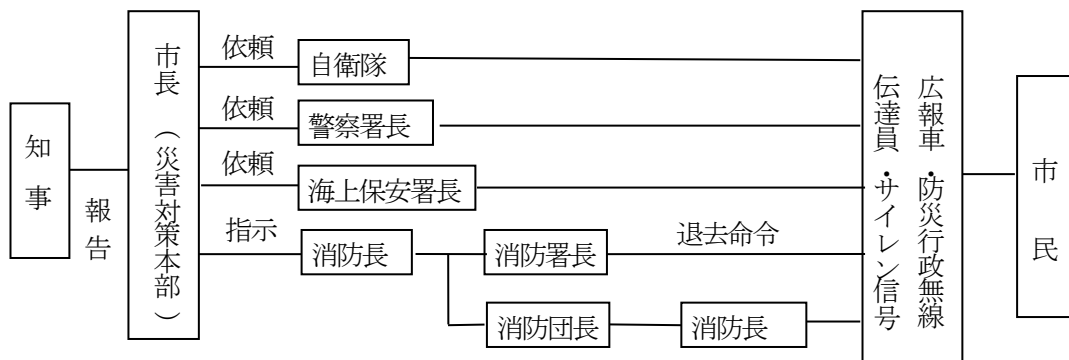 知事
報告
市長（災害対策本部）
依頼
自衛隊
依頼
警察署長
依頼
海上保安署長
指示
消防長
消防署長
退去命令
消防団長
消防長
広報車・防災行政無線
伝達員・サイレン信号
市民